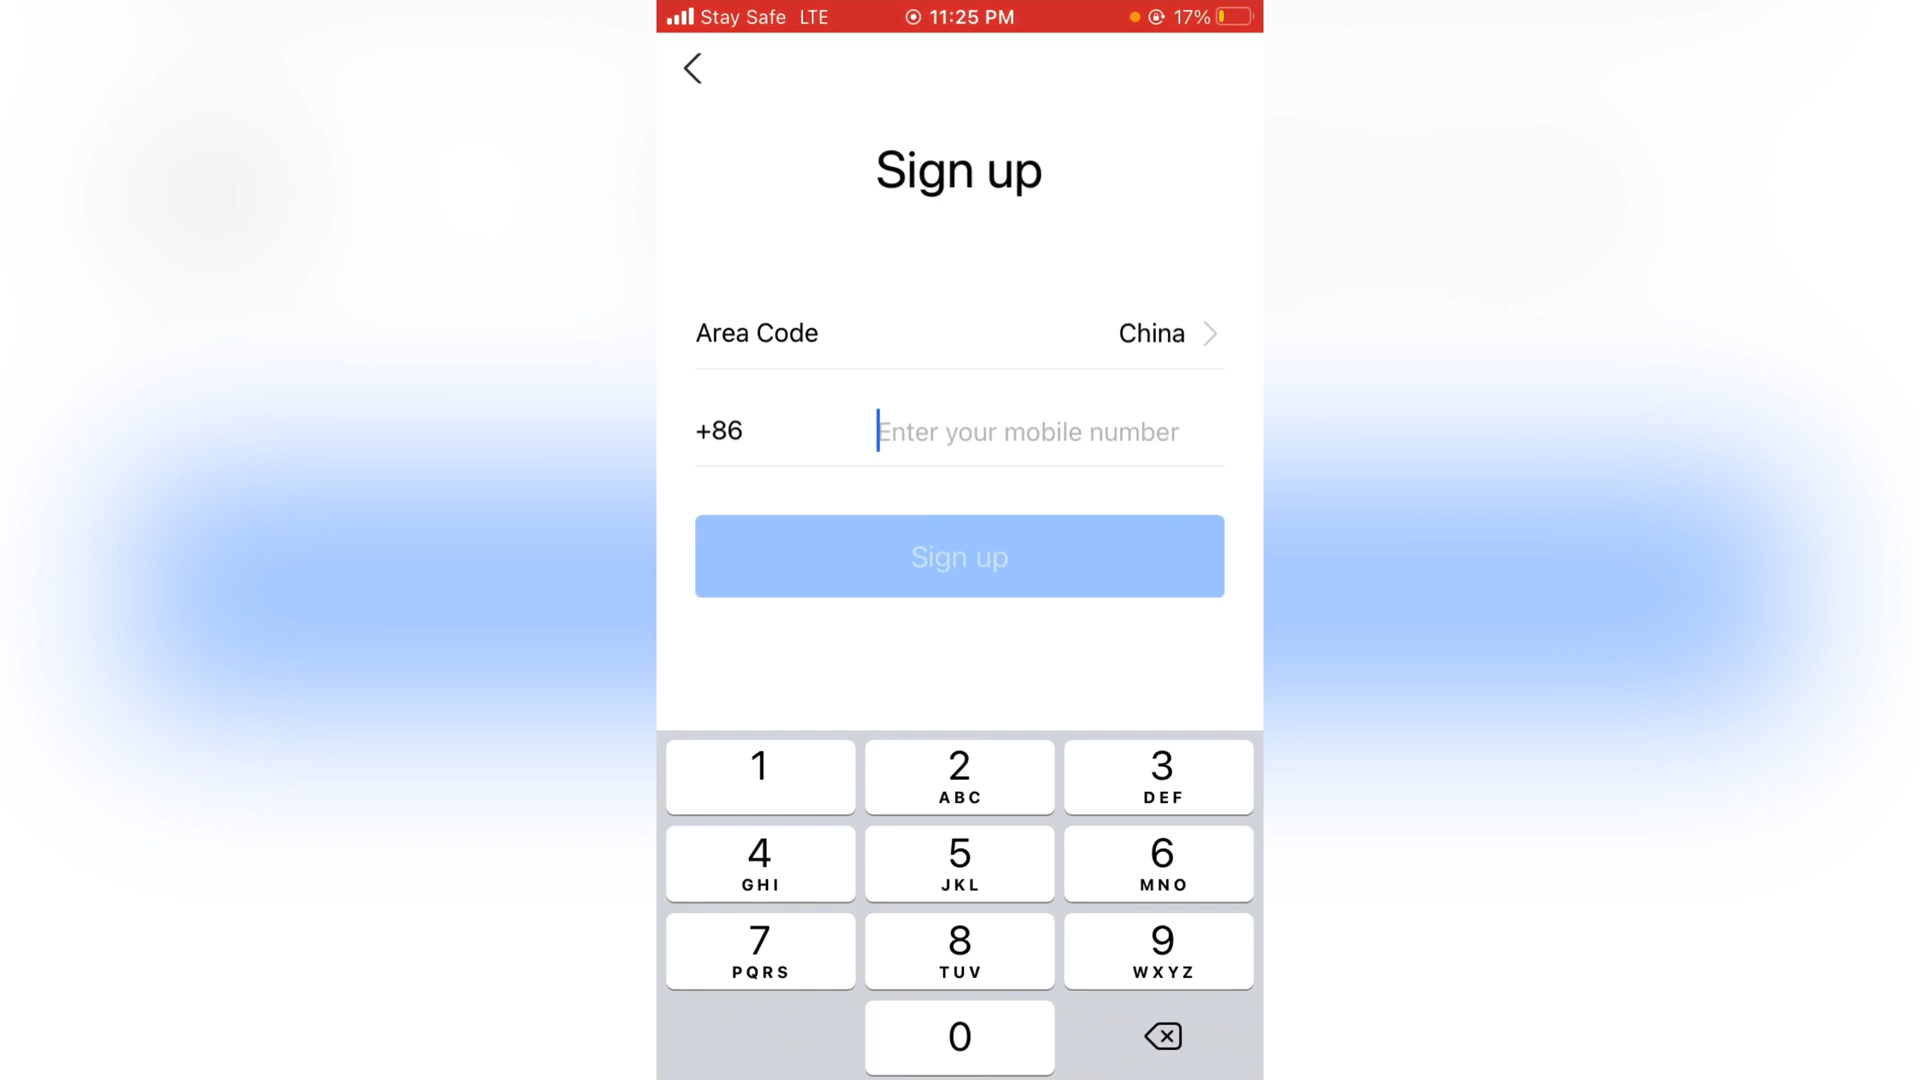 Stay Safe LTE 11:25 PM 17%
Sign up
Area Code China
+86 Enter your mobile number
Sign up
1 2 3
ABC DEF
4 5 6
GHI JKL MNO
7 8 9
PQRS TUV WXYZ
0